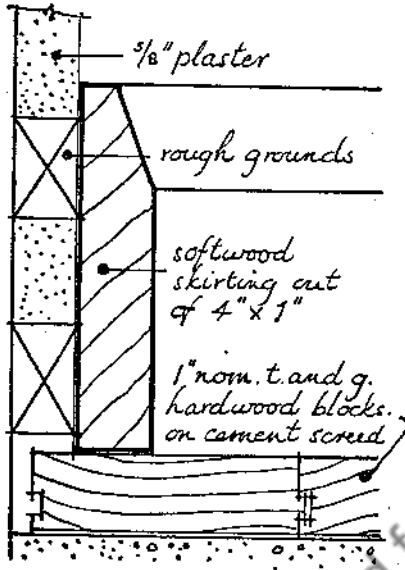 5/8" plaster
rough grounds
softwood
skirting cut
of 4" x 1"
1" nom. t. and g.
hardwood blocks.
on cement screed